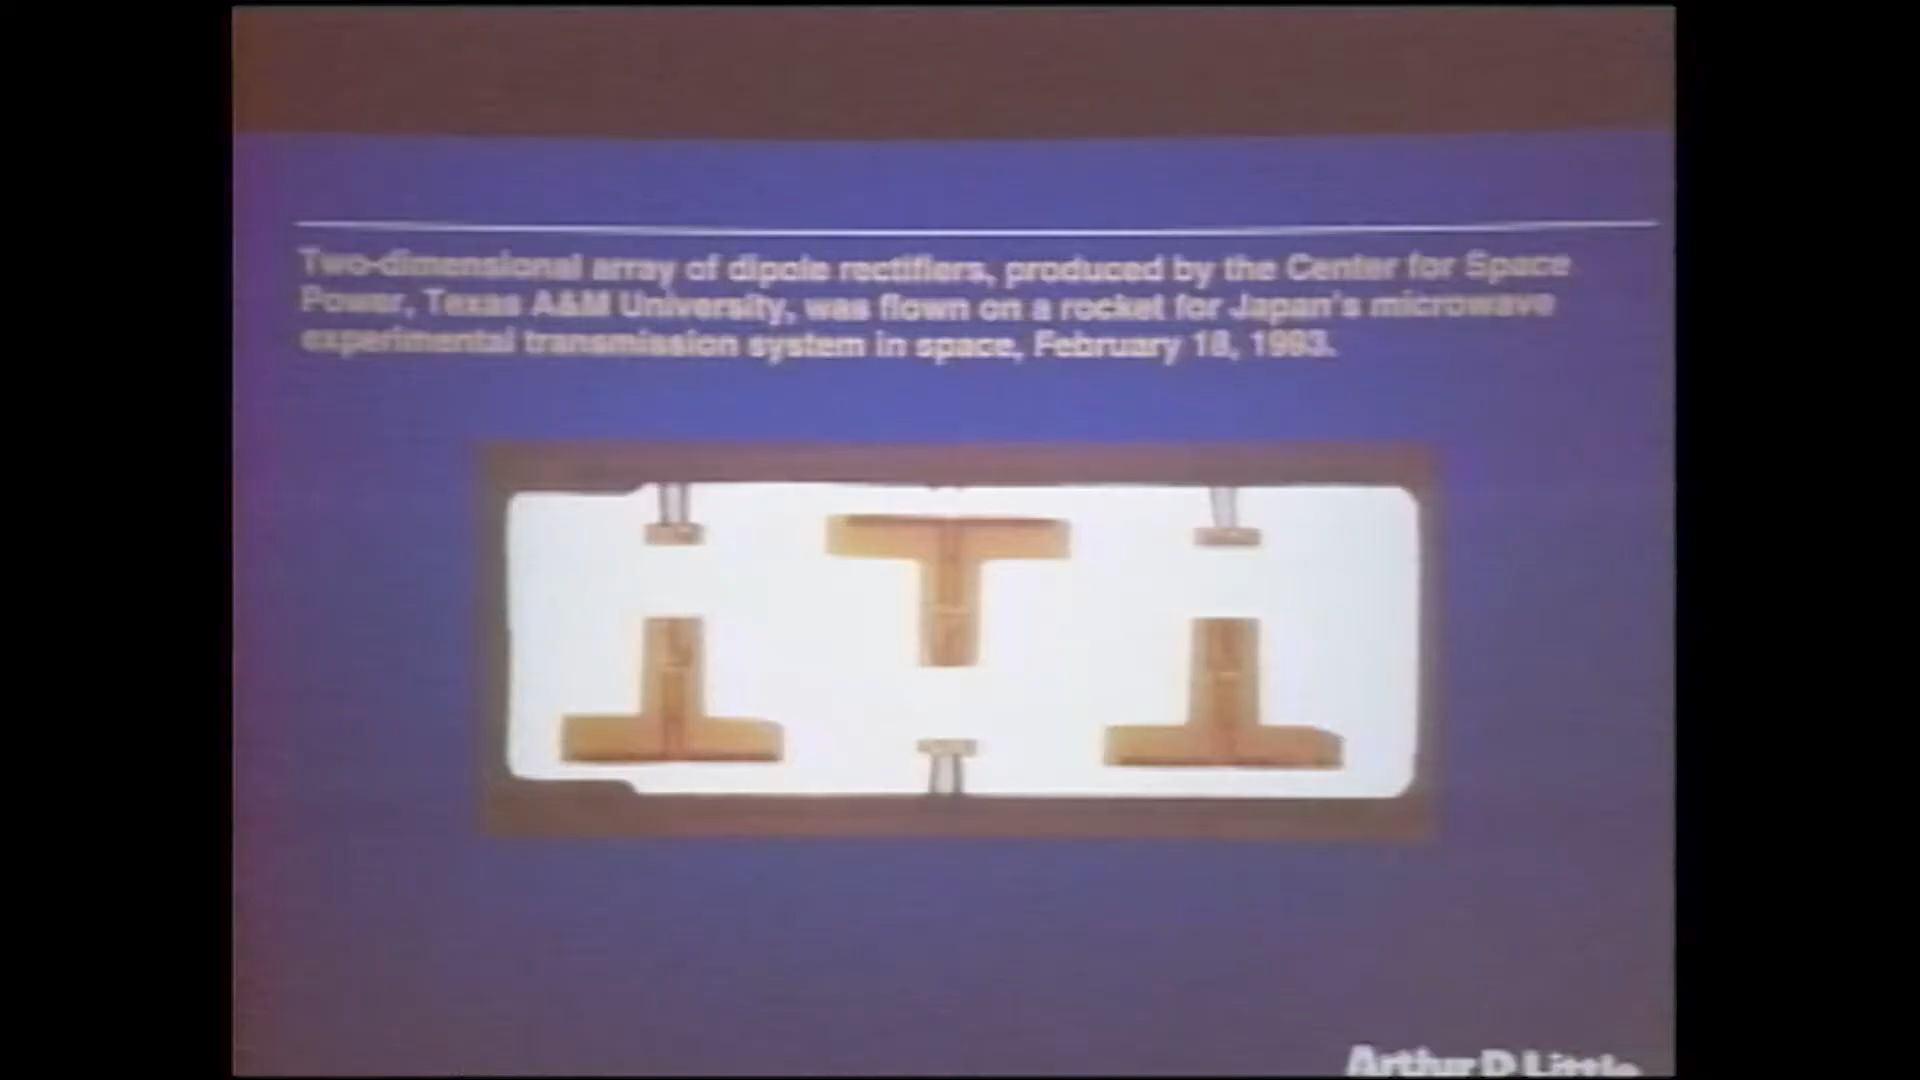 Two-dimensional array of dipole rectifiers, produced by the Center for Space
Power, Texas A&M University, was flown on a rocket for Japan's microwave
experimental transmission system in space, February 18, 1993.
Arthur D Little